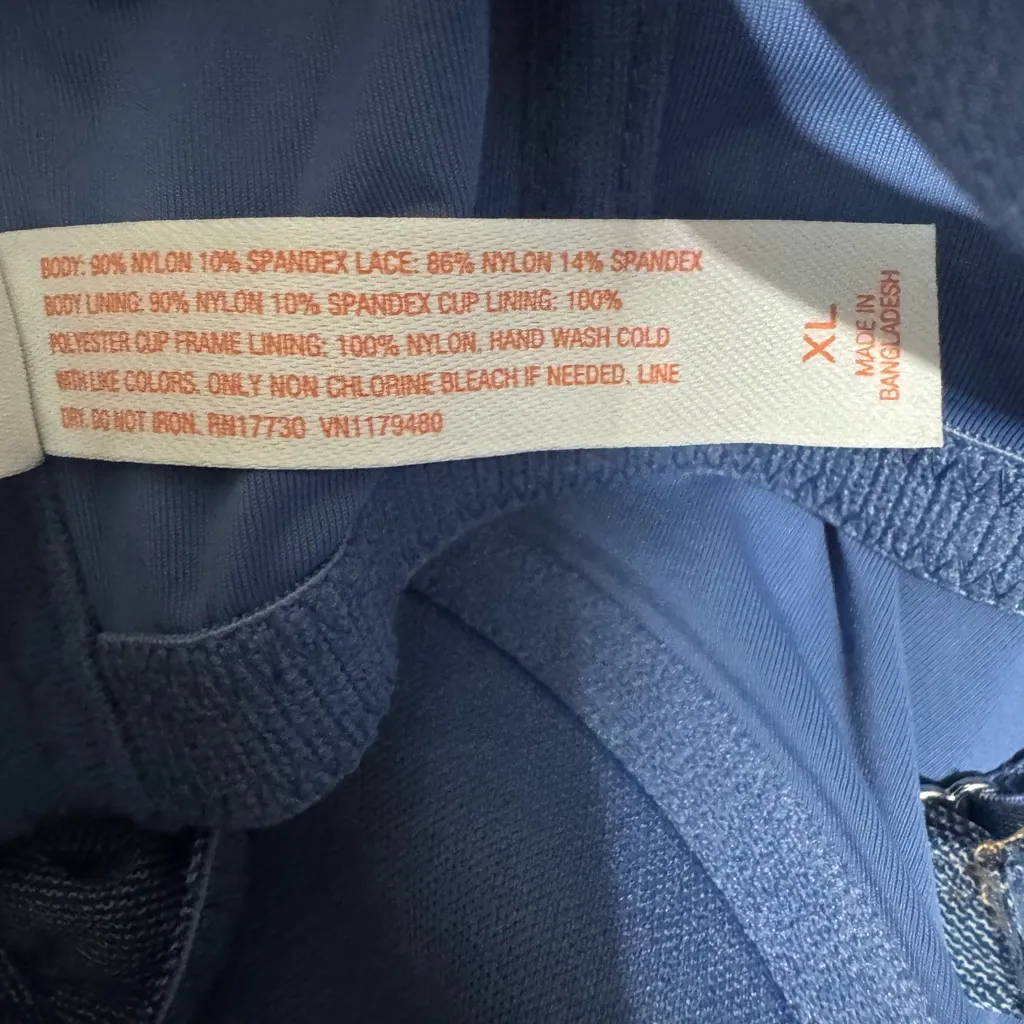 BODY: 90% NYLON 10% SPANDEX LACE: 86% NYLON 14% SPANDEX
BODY LINING: 90% NYLON 10% SPANDEX CUP LINING: 100%
POLYESTER CUP FRAME LINING: 100% NYLON. HAND WASH COLD
WITH LIKE COLORS. ONLY NON CHLORINE BLEACH IF NEEDED. LINE
DRY. DO NOT IRON. RN17730 VN1179480
XL
MADE IN
BANGLADESH